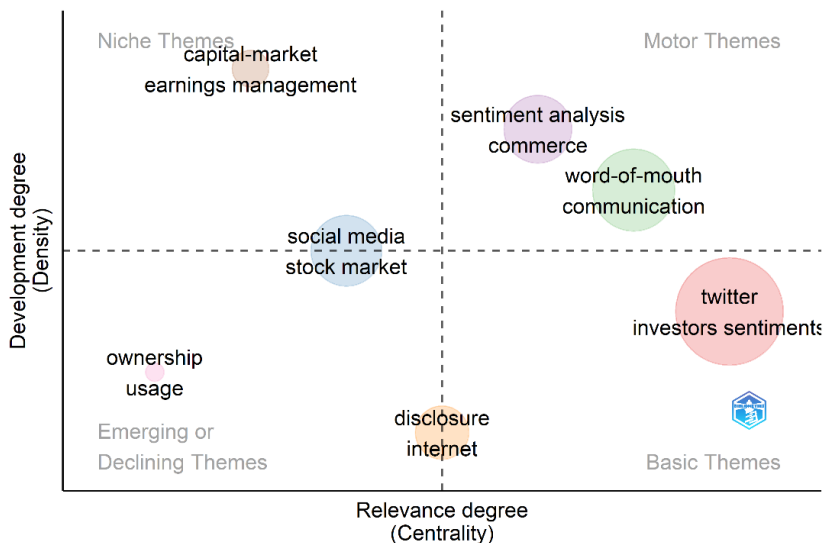 Niche Themes
Motor Themes
capital-market
earnings management
sentiment analysis
commerce
word-of-mouth
communication
social media
stock market
twitter
investors sentiments
ownership
usage
disclosure
internet
Emerging or
Declining Themes
Basic Themes
Development degree
(Density)
Relevance degree
(Centrality)